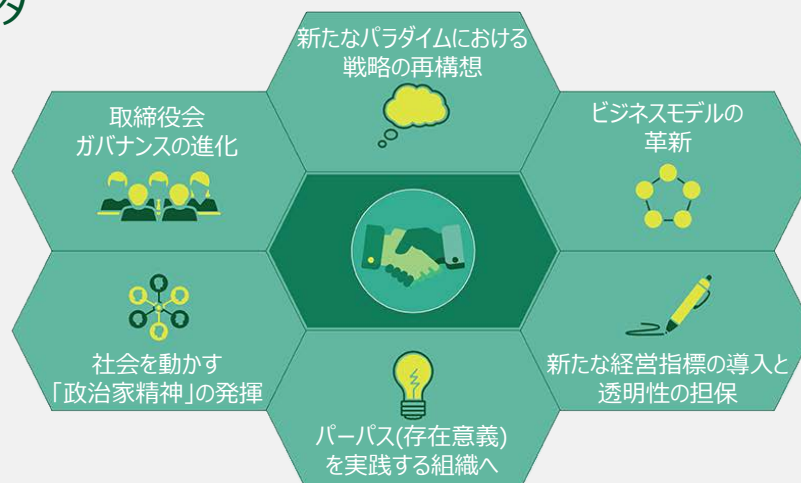 新たなパラダイムにおける
戦略の再構想
取締役会
ガバナンスの進化
ビジネスモデルの
革新
社会を動かす
「政治家精神」の発揮
新たな経営指標の導入と
透明性の担保
パーパス(存在意義)
を実践する組織へ